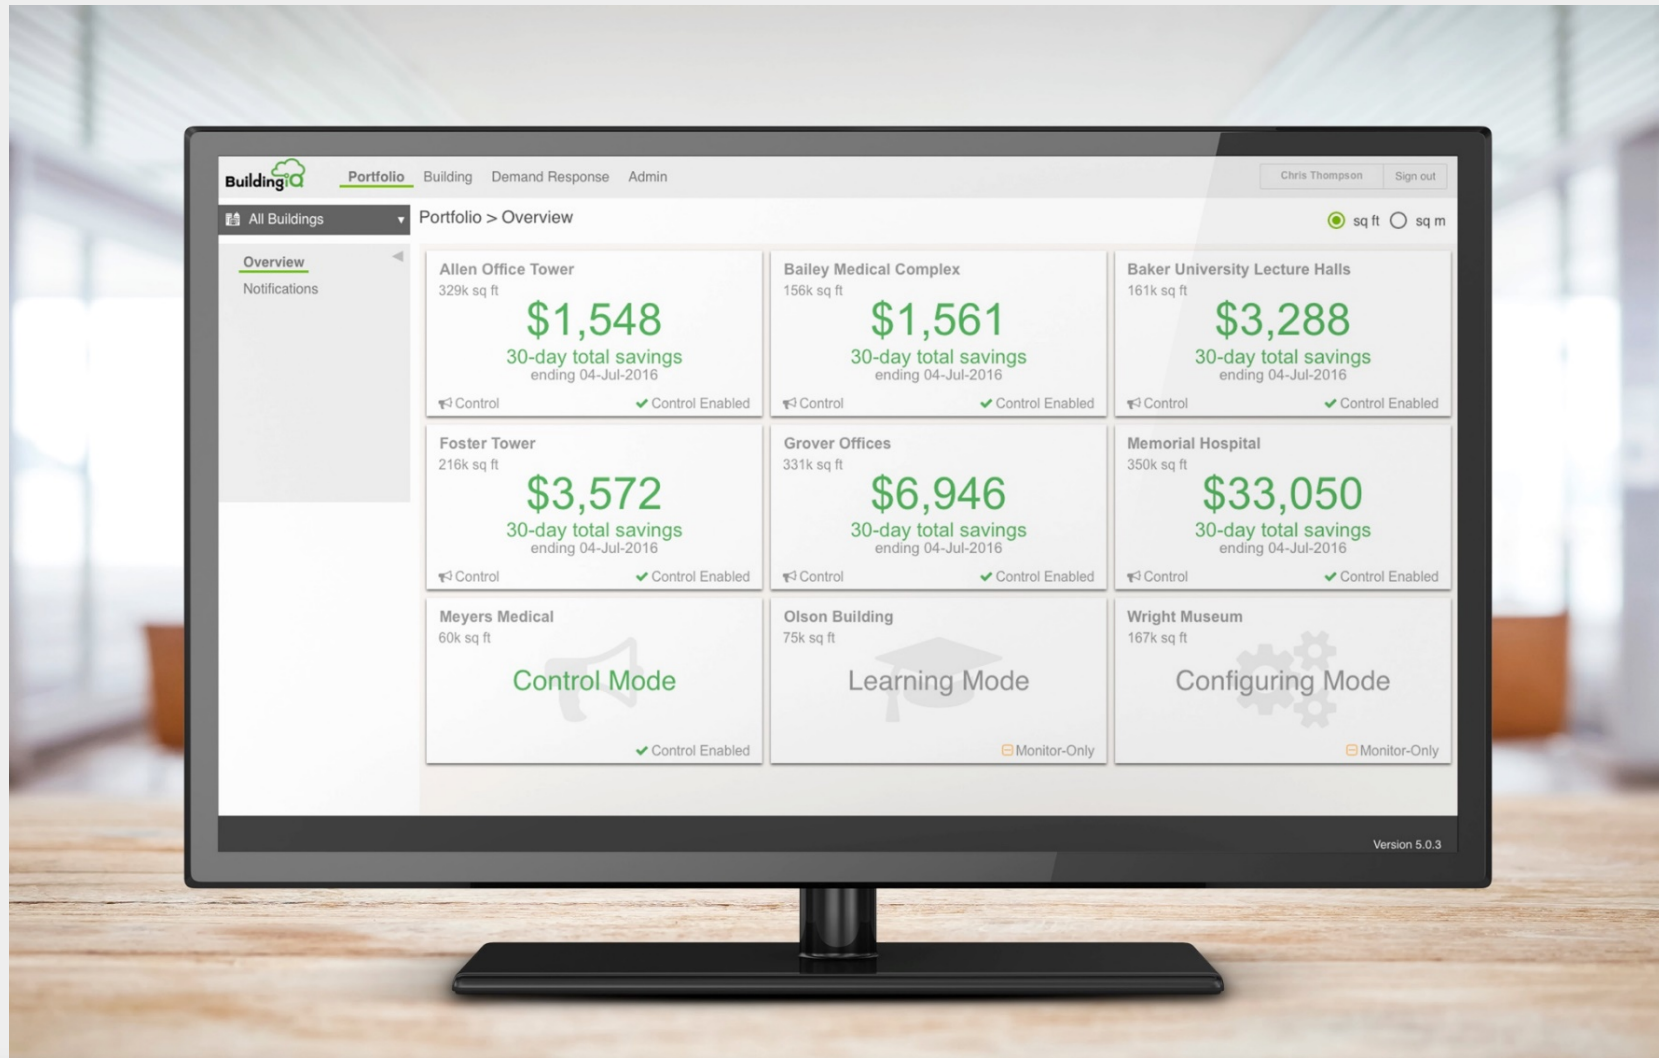 BuildingIQ
Portfolio Building Demand Response Admin
Chris Thompson Sign out
All Buildings
Portfolio > Overview
sq ft sq m
Overview
Notifications
Allen Office Tower
329k sq ft
$1,548
30-day total savings
ending 04-Jul-2016
Control Control Enabled
Bailey Medical Complex
156k sq ft
$1,561
30-day total savings
ending 04-Jul-2016
Control Control Enabled
Baker University Lecture Halls
161k sq ft
$3,288
30-day total savings
ending 04-Jul-2016
Control Control Enabled
Foster Tower
216k sq ft
$3,572
30-day total savings
ending 04-Jul-2016
Control Control Enabled
Grover Offices
331k sq ft
$6,946
30-day total savings
ending 04-Jul-2016
Control Control Enabled
Memorial Hospital
350k sq ft
$33,050
30-day total savings
ending 04-Jul-2016
Control Control Enabled
Meyers Medical
60k sq ft
Control Mode
Control Enabled
Olson Building
75k sq ft
Learning Mode
Monitor-Only
Wright Museum
167k sq ft
Configuring Mode
Monitor-Only
Version 5.0.3